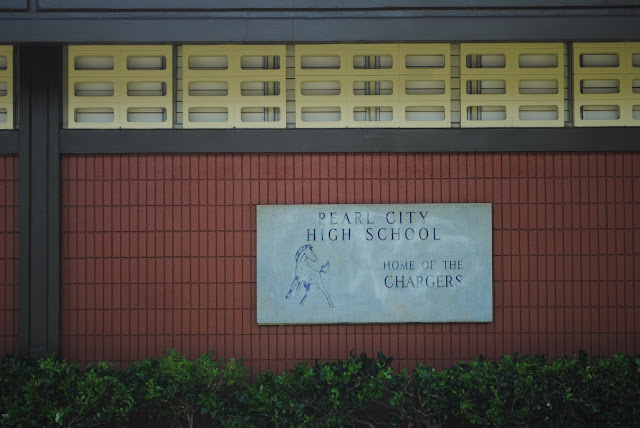 PEARL CITY
HIGH SCHOOL
HOME OF THE
CHARGERS